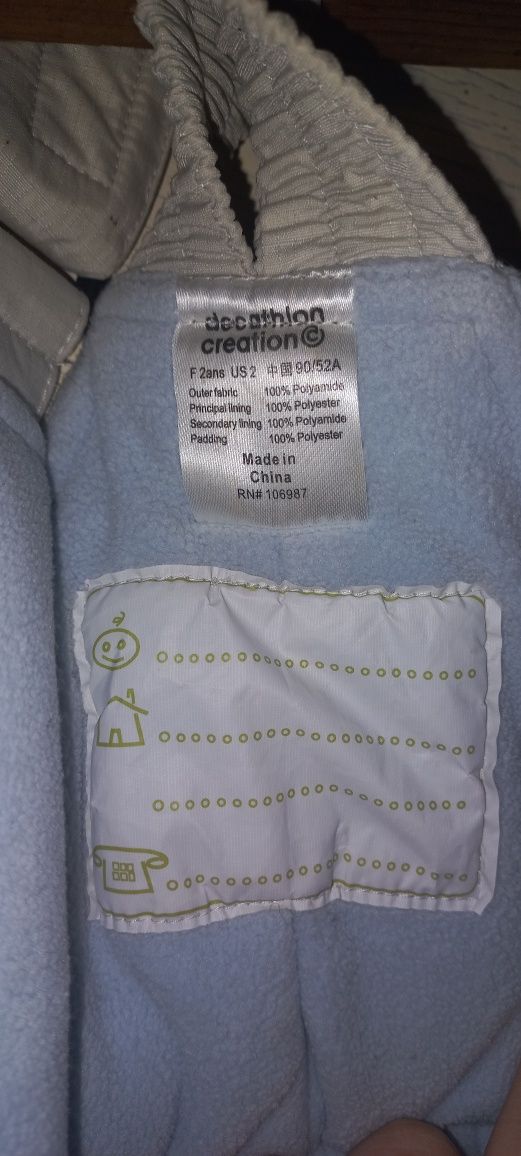 decathlon
creation©
F 2ans US 2 中国 90/52A
Outer fabric 100% Polyamide
Principal lining 100% Polyester
Secondary lining 100% Polyamide
Padding 100% Polyester
Made in
China
RN# 106987